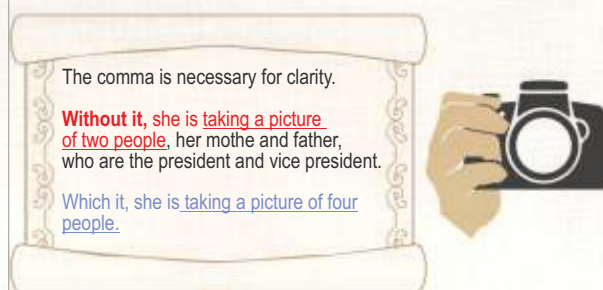 The comma is necessary for clarity.
Without it, she is taking a picture
of two people, her mothe and father,
who are the president and vice president.
Which it, she is taking a picture of four
people.